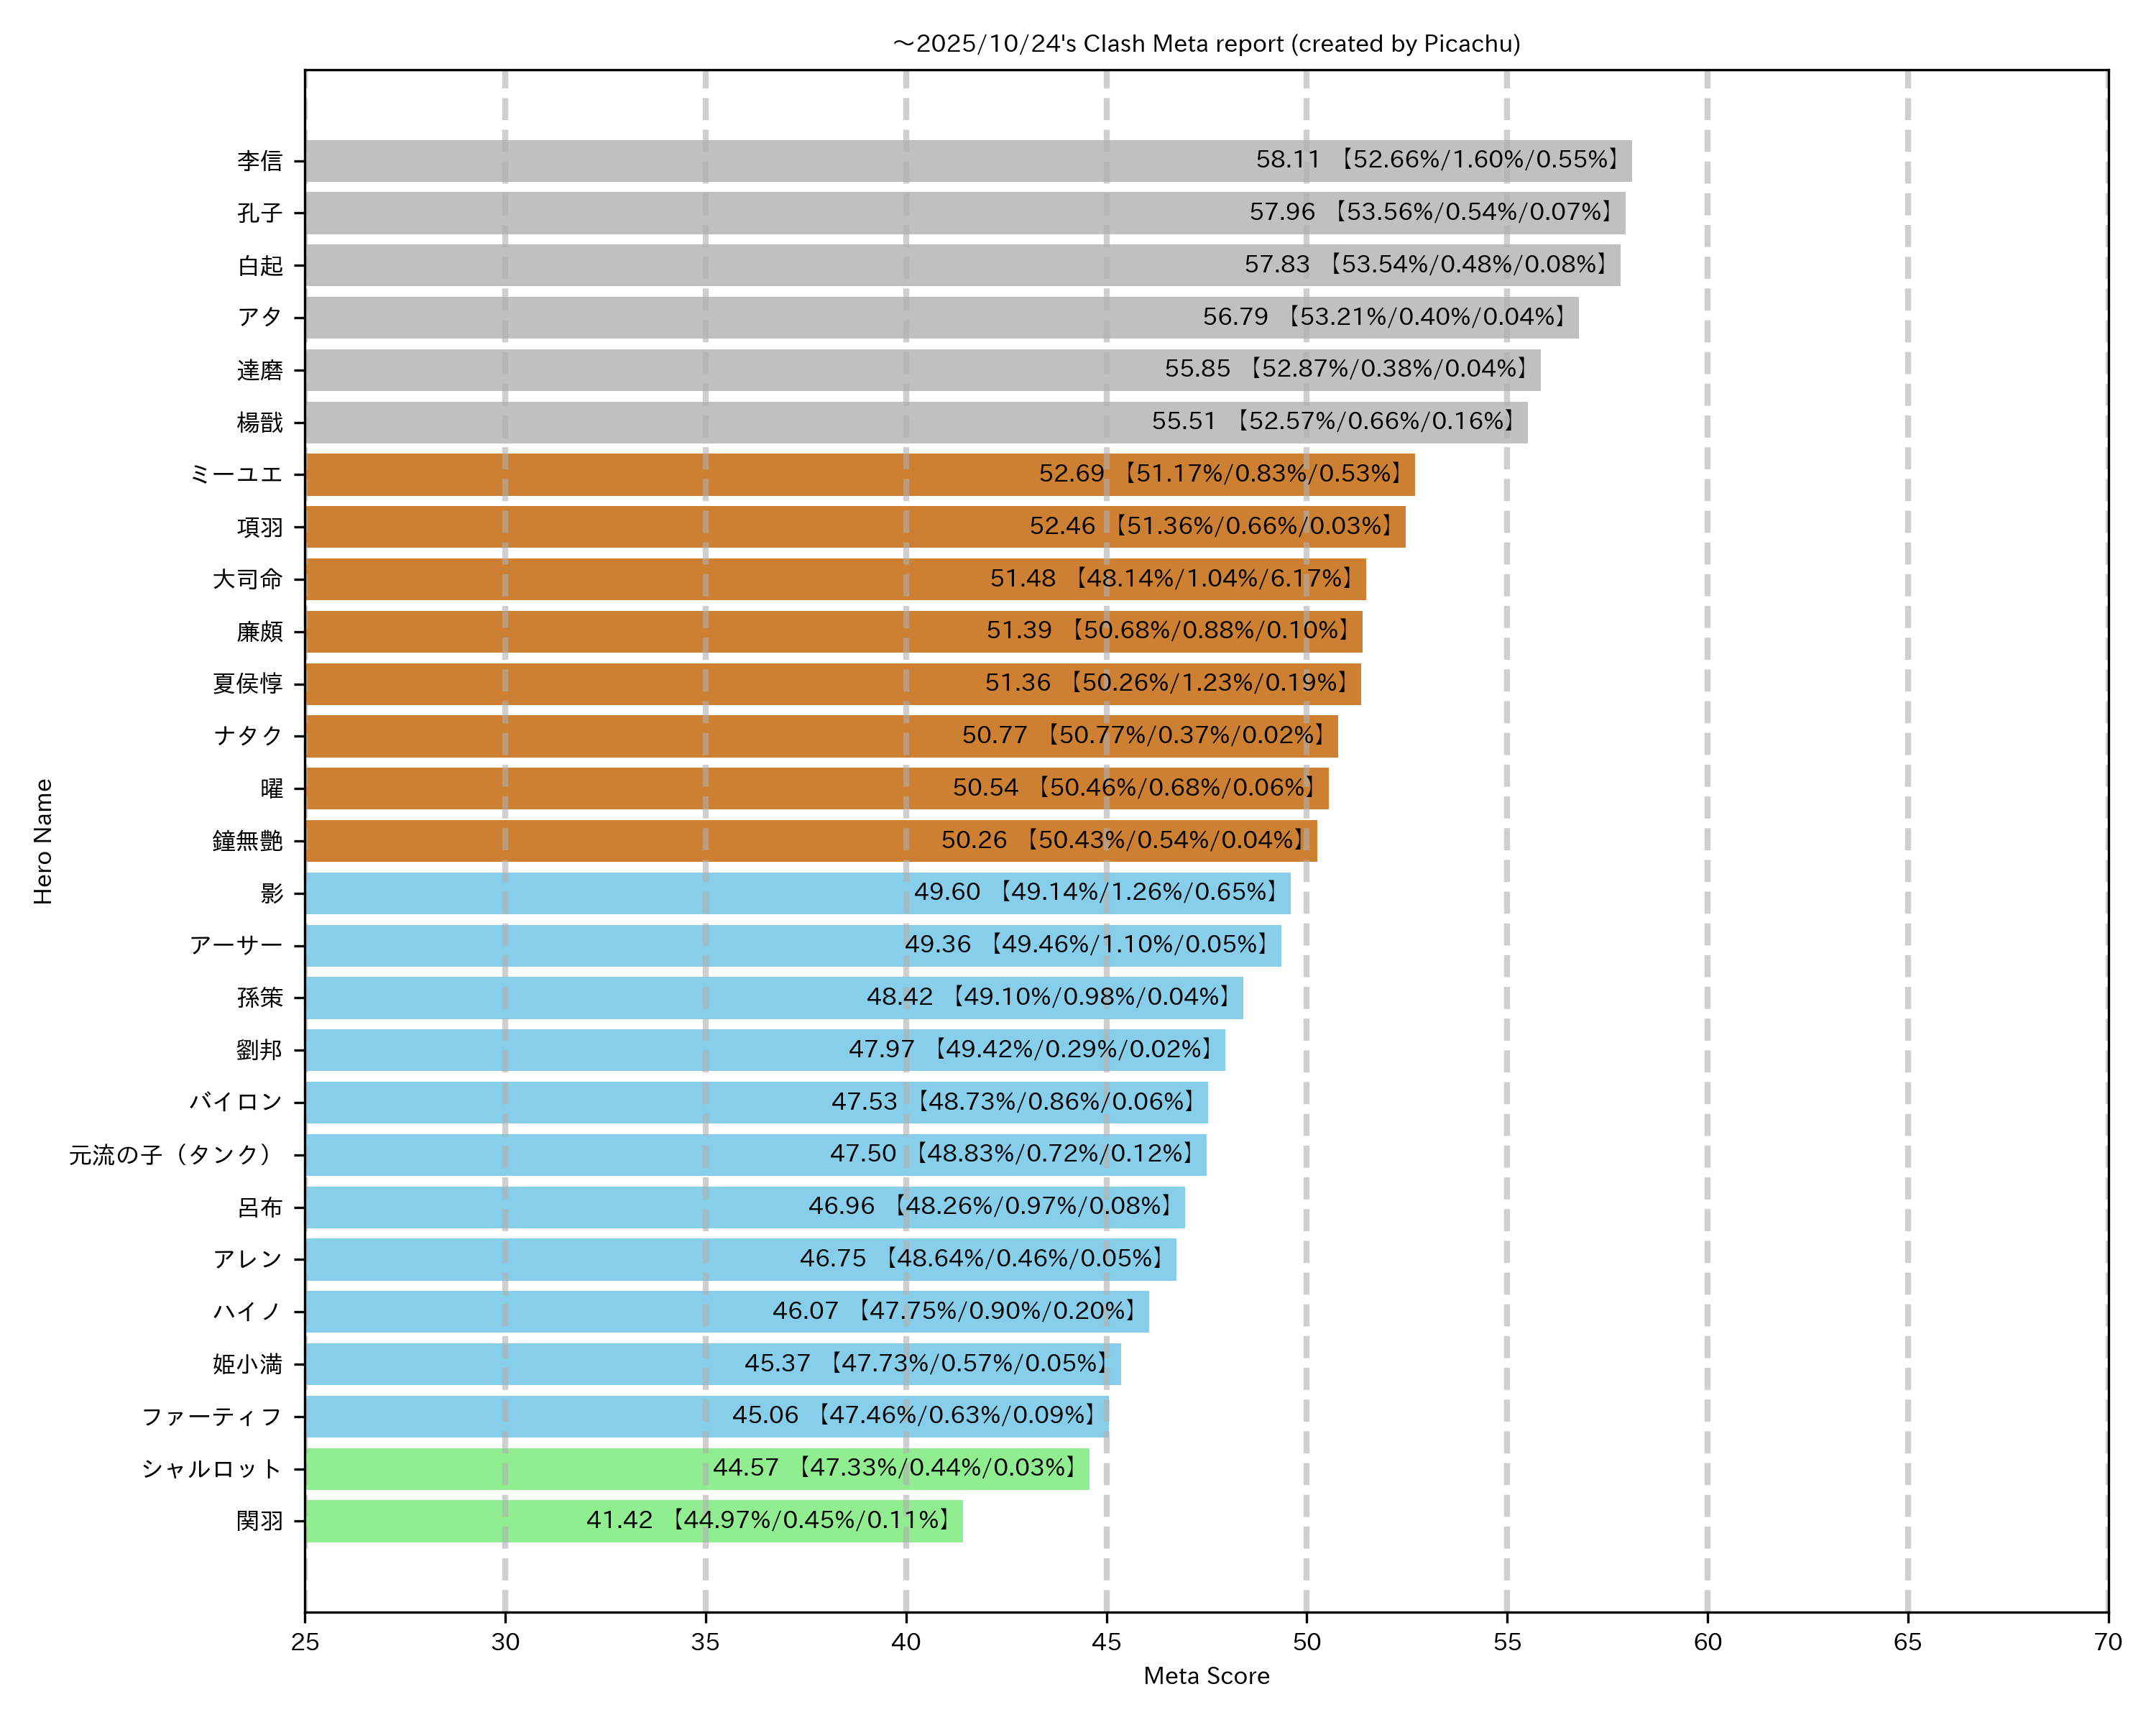 ～2025/10/24's Clash Meta report (created by Picachu)
Hero Name
李信 58.11 【52.66%/1.60%/0.55%】
孔子 57.96 【53.56%/0.54%/0.07%】
白起 57.83 【53.54%/0.48%/0.08%】
アタ 56.79 【53.21%/0.40%/0.04%】
達磨 55.85 【52.87%/0.38%/0.04%】
楊戩 55.51 【52.57%/0.66%/0.16%】
ミーユエ 52.69 【51.17%/0.83%/0.53%】
項羽 52.46 【51.36%/0.66%/0.03%】
大司命 51.48 【48.14%/1.04%/6.17%】
廉頗 51.39 【50.68%/0.88%/0.10%】
夏侯惇 51.36 【50.26%/1.23%/0.19%】
ナタク 50.77 【50.77%/0.37%/0.02%】
曜 50.54 【50.46%/0.68%/0.06%】
鐘無艶 50.26 【50.43%/0.54%/0.04%】
影 49.60 【49.14%/1.26%/0.65%】
アーサー 49.36 【49.46%/1.10%/0.05%】
孫策 48.42 【49.10%/0.98%/0.04%】
劉邦 47.97 【49.42%/0.29%/0.02%】
バイロン 47.53 【48.73%/0.86%/0.06%】
元流の子（タンク） 47.50 【48.83%/0.72%/0.12%】
呂布 46.96 【48.26%/0.97%/0.08%】
アレン 46.75 【48.64%/0.46%/0.05%】
ハイノ 46.07 【47.75%/0.90%/0.20%】
姫小満 45.37 【47.73%/0.57%/0.05%】
ファーティフ 45.06 【47.46%/0.63%/0.09%】
シャルロット 44.57 【47.33%/0.44%/0.03%】
関羽 41.42 【44.97%/0.45%/0.11%】
25 30 35 40 45 50 55 60 65 70
Meta Score